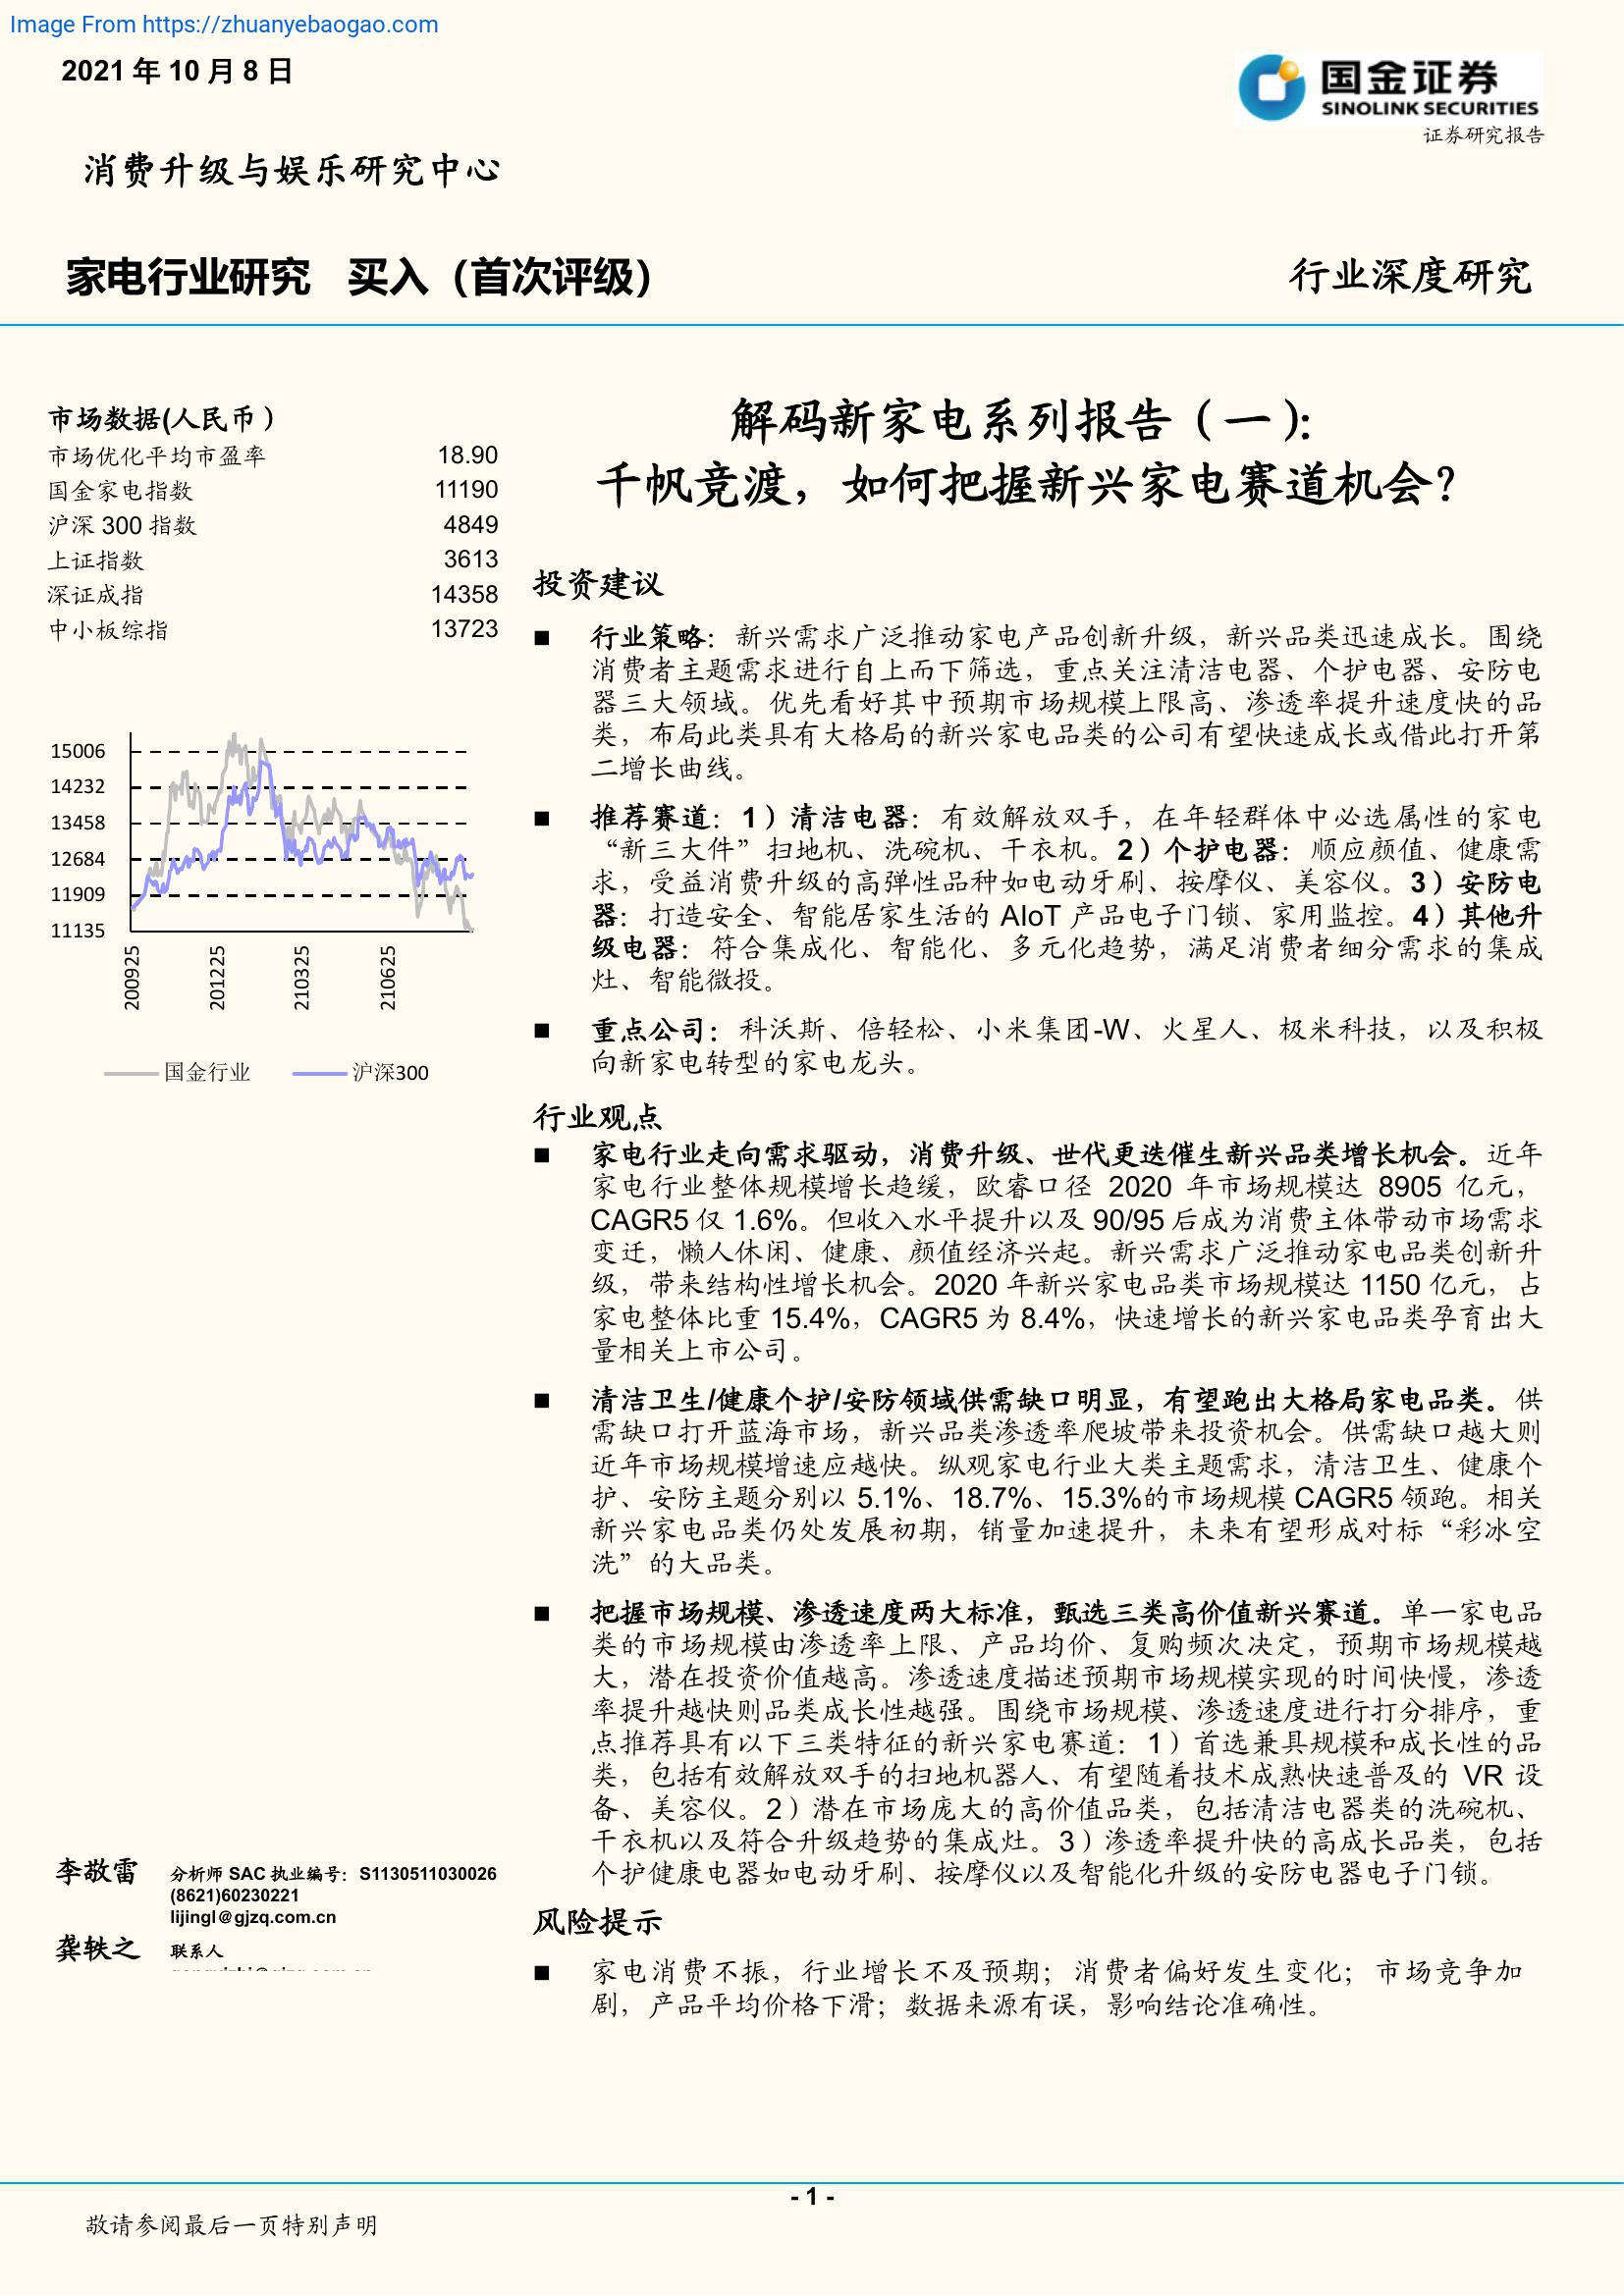 Image From https://zhuanyebaogao.com
2021 年 10 月 8 日
国金证券
SINOLINK SECURITIES
证券研究报告
消费升级与娱乐研究中心
家电行业研究 买入（首次评级）
行业深度研究
市场数据(人民币）
市场优化平均市盈率 18.90
国金家电指数 11190
沪深 300 指数 4849
上证指数 3613
深证成指 14358
中小板综指 13723
15006
14232
13458
12684
11909
11135
200925
201225
210325
210625
国金行业 沪深300
李敬雷 分析师 SAC 执业编号：S1130511030026
(8621)60230221
lijingl@gjzq.com.cn
龚轶之 联系人
解码新家电系列报告（一）：
千帆竞渡，如何把握新兴家电赛道机会？
投资建议
■ 行业策略：新兴需求广泛推动家电产品创新升级，新兴品类迅速成长。围绕
消费者主题需求进行自上而下筛选，重点关注清洁电器、个护电器、安防电
器三大领域。优先看好其中预期市场规模上限高、渗透率提升速度快的品
类，布局此类具有大格局的新兴家电品类的公司有望快速成长或借此打开第
二增长曲线。
■ 推荐赛道：1）清洁电器：有效解放双手，在年轻群体中必选属性的家电
“新三大件”扫地机、洗碗机、干衣机。2）个护电器：顺应颜值、健康需
求，受益消费升级的高弹性品种如电动牙刷、按摩仪、美容仪。3）安防电
器：打造安全、智能居家生活的 AIoT 产品电子门锁、家用监控。4）其他升
级电器：符合集成化、智能化、多元化趋势，满足消费者细分需求的集成
灶、智能微投。
■ 重点公司：科沃斯、倍轻松、小米集团-W、火星人、极米科技，以及积极
向新家电转型的家电龙头。
行业观点
■ 家电行业走向需求驱动，消费升级、世代更迭催生新兴品类增长机会。近年
家电行业整体规模增长趋缓，欧睿口径 2020 年市场规模达 8905 亿元，
CAGR5 仅 1.6%。但收入水平提升以及 90/95 后成为消费主体带动市场需求
变迁，懒人休闲、健康、颜值经济兴起。新兴需求广泛推动家电品类创新升
级，带来结构性增长机会。2020 年新兴家电品类市场规模达 1150 亿元，占
家电整体比重 15.4%，CAGR5 为 8.4%，快速增长的新兴家电品类孕育出大
量相关上市公司。
■ 清洁卫生/健康个护/安防领域供需缺口明显，有望跑出大格局家电品类。供
需缺口打开蓝海市场，新兴品类渗透率爬坡带来投资机会。供需缺口越大则
近年市场规模增速应越快。纵观家电行业大类主题需求，清洁卫生、健康个
护、安防主题分别以 5.1%、18.7%、15.3%的市场规模 CAGR5 领跑。相关
新兴家电品类仍处发展初期，销量加速提升，未来有望形成对标“彩冰空
洗”的大品类。
■ 把握市场规模、渗透速度两大标准，甄选三类高价值新兴赛道。单一家电品
类的市场规模由渗透率上限、产品均价、复购频次决定，预期市场规模越
大，潜在投资价值越高。渗透速度描述预期市场规模实现的时间快慢，渗透
率提升越快则品类成长性越强。围绕市场规模、渗透速度进行打分排序，重
点推荐具有以下三类特征的新兴家电赛道：1）首选兼具规模和成长性的品
类，包括有效解放双手的扫地机器人、有望随着技术成熟快速普及的 VR 设
备、美容仪。2）潜在市场庞大的高价值品类，包括清洁电器类的洗碗机、
干衣机以及符合升级趋势的集成灶。3）渗透率提升快的高成长品类，包括
个护健康电器如电动牙刷、按摩仪以及智能化升级的安防电器电子门锁。
风险提示
■ 家电消费不振，行业增长不及预期；消费者偏好发生变化；市场竞争加
剧，产品平均价格下滑；数据来源有误，影响结论准确性。
- 1 -
敬请参阅最后一页特别声明